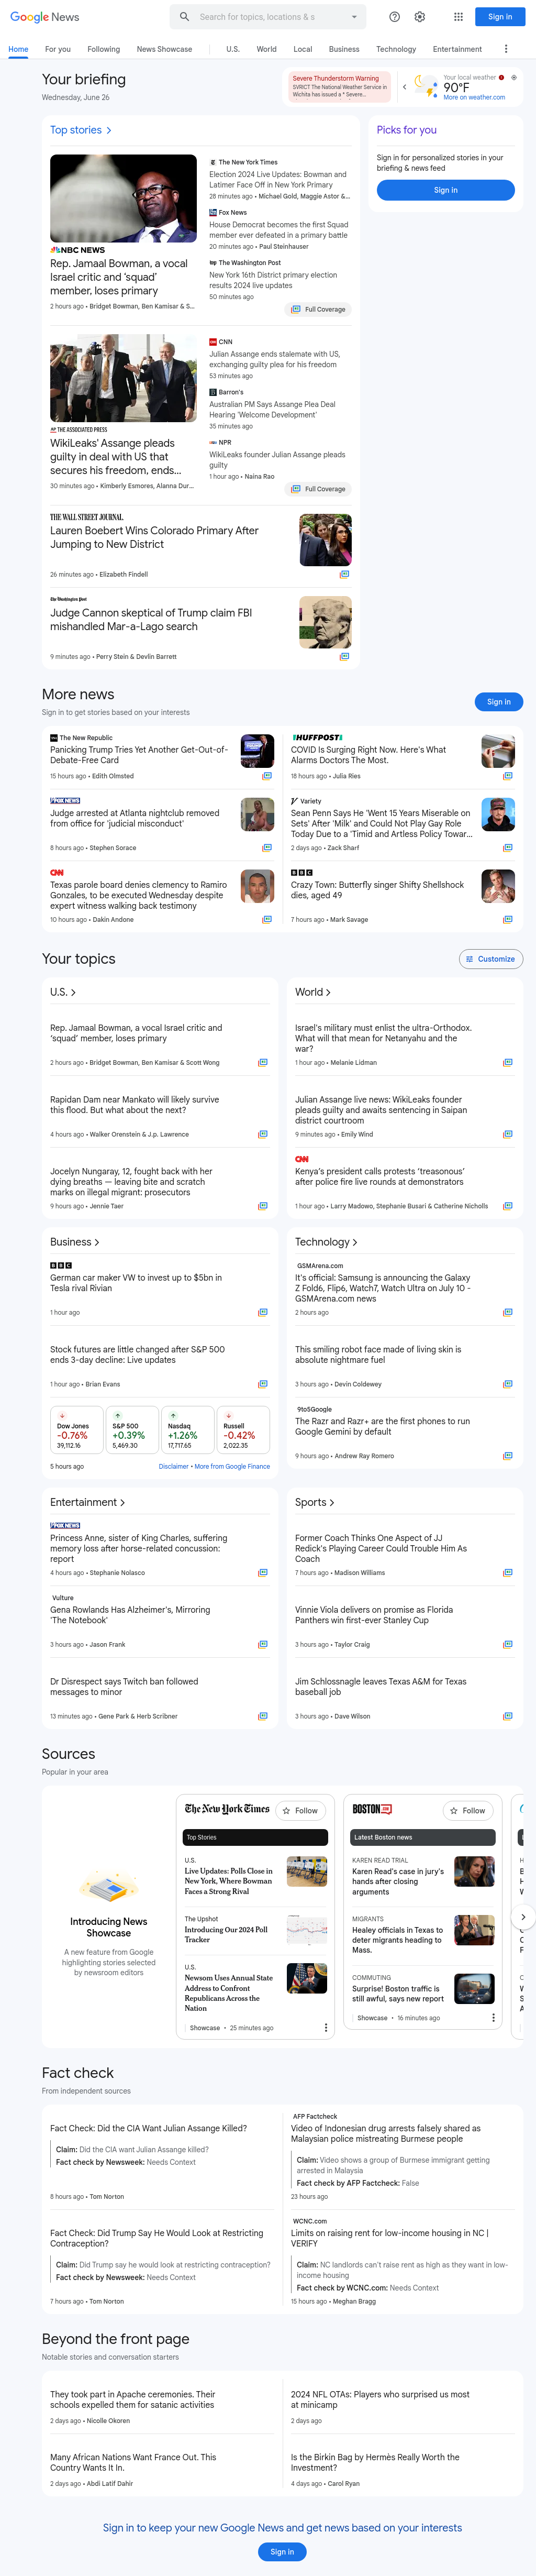 Google News
Search for topics, locations & s
Sign in
Home
For you
Following
News Showcase
U.S.
World
Local
Business
Technology
Entertainment
Your briefing
Wednesday, June 26
Severe Thunderstorm Warning
SVRICT The National Weather Service in
Wichita has issued a * Severe...
Your local weather
90°F
More on weather.com
Top stories
NBC NEWS
Rep. Jamaal Bowman, a vocal
Israel critic and 'squad'
member, loses primary
2 hours ago • Bridget Bowman, Ben Kamisar & S...
The New York Times
Election 2024 Live Updates: Bowman and
Latimer Face Off in New York Primary
28 minutes ago • Michael Gold, Maggie Astor &...
Fox News
House Democrat becomes the first Squad
member ever defeated in a primary battle
20 minutes ago • Paul Steinhauser
The Washington Post
New York 16th District primary election
results 2024 live updates
50 minutes ago
Full Coverage
Picks for you
Sign in for personalized stories in your
briefing & news feed
Sign in
AP THE ASSOCIATED PRESS
WikiLeaks' Assange pleads
guilty in deal with US that
secures his freedom, ends...
30 minutes ago • Kimberly Esmores, Alanna Dur...
CNN
Julian Assange ends stalemate with US,
exchanging guilty plea for his freedom
53 minutes ago
Barron's
Australian PM Says Assange Plea Deal
Hearing 'Welcome Development'
35 minutes ago
NPR
WikiLeaks founder Julian Assange pleads
guilty
1 hour ago • Naina Rao
Full Coverage
THE WALL STREET JOURNAL
Lauren Boebert Wins Colorado Primary After
Jumping to New District
26 minutes ago • Elizabeth Findell
The Washington Post
Judge Cannon skeptical of Trump claim FBI
mishandled Mar-a-Lago search
9 minutes ago • Perry Stein & Devlin Barrett
More news
Sign in to get stories based on your interests
Sign in
The New Republic
Panicking Trump Tries Yet Another Get-Out-of-
Debate-Free Card
15 hours ago • Edith Olmsted
HUFFPOST
COVID Is Surging Right Now. Here's What
Alarm Doctors The Most.
18 hours ago • Julia Ries
FOX NEWS
Judge arrested at Atlanta nightclub removed
from office for 'judicial misconduct'
8 hours ago • Stephen Sorace
Variety
Sean Penn Says He 'Went 15 Years Miserable on
Sets' After 'Milk' and Could Not Play Gay Role
Today Due to a 'Timid and Artless Policy Towar...
2 days ago • Zack Sharf
CNN
Texas parole board denies clemency to Ramiro
Gonzales, to be executed Wednesday despite
expert witness walking back testimony
10 hours ago • Dakin Andone
BBC
Crazy Town: Butterfly singer Shifty Shellshock
dies, aged 49
7 hours ago • Mark Savage
Your topics
Customize
U.S.
Rep. Jamaal Bowman, a vocal Israel critic and
'squad' member, loses primary
2 hours ago • Bridget Bowman, Ben Kamisar & Scott Wong
Rapidan Dam near Mankato will likely survive
this flood. But what about the next?
4 hours ago • Walker Orenstein & J.p. Lawrence
Jocelyn Nungaray, 12, fought back with her
dying breaths — leaving bite and scratch
marks on illegal migrant: prosecutors
9 hours ago • Jennie Taer
World
Israel's military must enlist the ultra-Orthodox.
What will that mean for Netanyahu and the
war?
1 hour ago • Melanie Lidman
Julian Assange live news: WikiLeaks founder
pleads guilty and awaits sentencing in Saipan
district courtroom
9 minutes ago • Emily Wind
CNN
Kenya's president calls protests 'treasonous'
after police fire live rounds at demonstrators
1 hour ago • Larry Madowo, Stephanie Busari & Catherine Nicholls
Business
BBC
German car maker VW to invest up to $5bn in
Tesla rival Rivian
1 hour ago
Stock futures are little changed after S&P 500
ends 3-day decline: Live updates
1 hour ago • Brian Evans
Dow Jones
-0.76%
39,112.16
S&P 500
+0.39%
5,469.30
Nasdaq
+1.26%
17,717.65
Russell
-0.42%
2,022.35
5 hours ago
Disclaimer • More from Google Finance
Technology
GSMArena.com
It's official: Samsung is announcing the Galaxy
Z Fold6, Flip6, Watch7, Watch Ultra on July 10 -
GSMArena.com news
2 hours ago
This smiling robot face made of living skin is
absolute nightmare fuel
3 hours ago • Devin Coldewey
9to5Google
The Razr and Razr+ are the first phones to run
Google Gemini by default
9 hours ago • Andrew Ray Romero
Entertainment
FOX NEWS
Princess Anne, sister of King Charles, suffering
memory loss after horse-related concussion:
report
4 hours ago • Stephanie Nolasco
Vulture
Gena Rowlands Has Alzheimer's, Mirroring
'The Notebook'
3 hours ago • Jason Frank
Dr Disrespect says Twitch ban followed
messages to minor
13 minutes ago • Gene Park & Herb Scribner
Sports
Former Coach Thinks One Aspect of JJ
Redick's Playing Career Could Trouble Him As
Coach
7 hours ago • Madison Williams
Vinnie Viola delivers on promise as Florida
Panthers win first-ever Stanley Cup
3 hours ago • Taylor Craig
Jim Schlossnagle leaves Texas A&M for Texas
baseball job
3 hours ago • Dave Wilson
Sources
Popular in your area
Introducing News
Showcase
A new feature from Google
highlighting stories selected
by newsroom editors
The New York Times
Follow
Top Stories
U.S.
Live Updates: Polls Close in
New York, Where Bowman
Faces a Strong Rival
The Upshot
Introducing Our 2024 Poll
Tracker
U.S.
Newsom Uses Annual State
Address to Confront
Republicans Across the
Nation
Showcase • 25 minutes ago
BOSTON.COM
Follow
Latest Boston news
KAREN READ TRIAL
Karen Read's case in jury's
hands after closing
arguments
MIGRANTS
Healey officials in Texas to
deter migrants heading to
Mass.
COMMUTING
Surprise! Boston traffic is
still awful, says new report
Showcase • 16 minutes ago
Fact check
From independent sources
Fact Check: Did the CIA Want Julian Assange Killed?
Claim: Did the CIA want Julian Assange killed?
Fact check by Newsweek: Needs Context
8 hours ago • Tom Norton
AFP Factcheck
Video of Indonesian drug arrests falsely shared as
Malaysian police mistreating Burmese people
Claim: Video shows a group of Burmese immigrant getting
arrested in Malaysia
Fact check by AFP Factcheck: False
23 hours ago
Fact Check: Did Trump Say He Would Look at Restricting
Contraception?
Claim: Did Trump say he would look at restricting contraception?
Fact check by Newsweek: Needs Context
7 hours ago • Tom Norton
WCNC.com
Limits on raising rent for low-income housing in NC |
VERIFY
Claim: NC landlords can't raise rent as high as they want in low-
income housing
Fact check by WCNC.com: Needs Context
15 hours ago • Meghan Bragg
Beyond the front page
Notable stories and conversation starters
They took part in Apache ceremonies. Their
schools expelled them for satanic activities
2 days ago • Nicolle Okoren
2024 NFL OTAs: Players who surprised us most
at minicamp
2 days ago
Many African Nations Want France Out. This
Country Wants It In.
2 days ago • Abdi Latif Dahir
Is the Birkin Bag by Hermès Really Worth the
Investment?
4 days ago • Carol Ryan
Sign in to keep your new Google News and get news based on your interests
Sign in